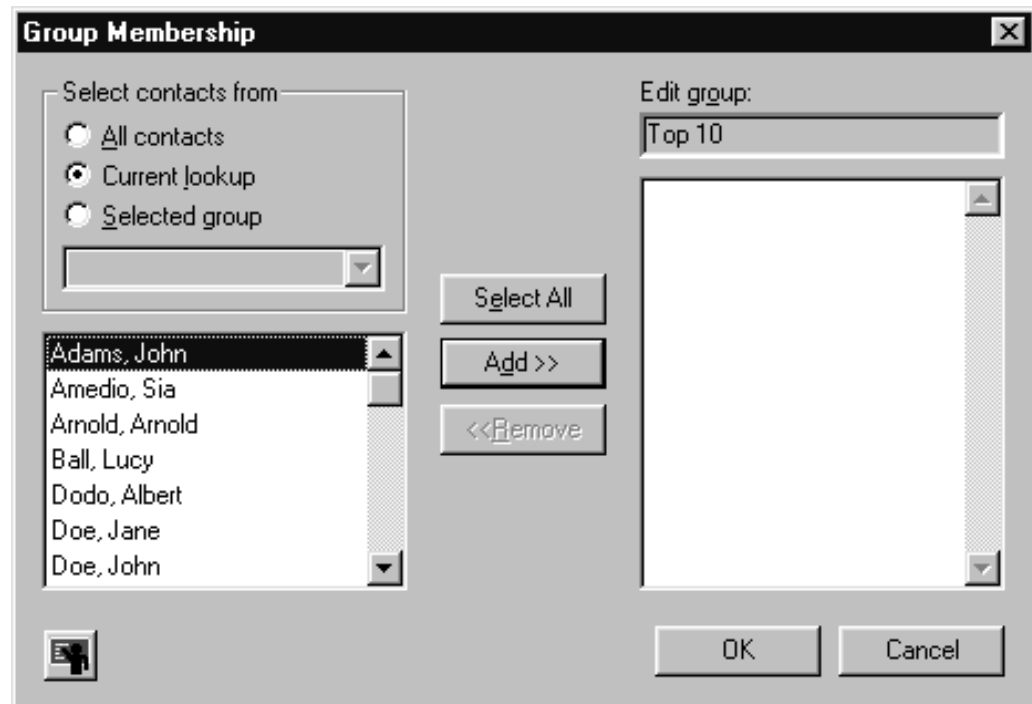 Group Membership
Select contacts from
All contacts
Current lookup
Selected group
Adams, John
Amedio, Sia
Arnold, Arnold
Ball, Lucy
Dodo, Albert
Doe, Jane
Doe, John
Select All
Add >>
<<Remove
Edit group:
Top 10
OK
Cancel